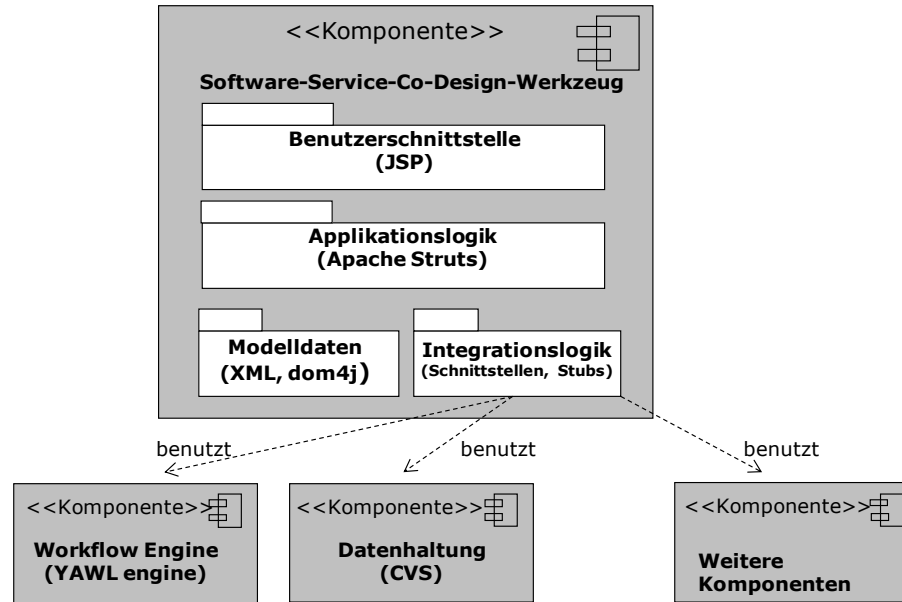 <<Komponente>>
Software-Service-Co-Design-Werkzeug
Benutzerschnittstelle
(JSP)
Applikationslogik
(Apache Struts)
Modelldaten
(XML, dom4j)
Integrationslogik
(Schnittstellen, Stubs)
benutzt
benutzt
benutzt
<<Komponente>>
Workflow Engine
(YAWL engine)
<<Komponente>>
Datenhaltung
(CVS)
<<Komponente>>
Weitere
Komponenten